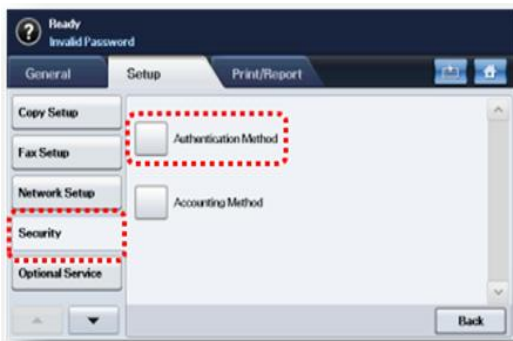 Ready
Invalid Password
General Setup Print/Report
Copy Setup
Fax Setup
Network Setup
Security
Optional Service
Authentication Method
Accounting Method
Back